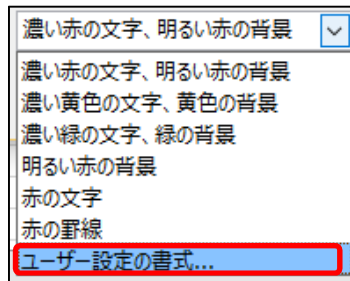 濃い赤の文字、明るい赤の背景
濃い赤の文字、明るい赤の背景
濃い黄色の文字、黄色の背景
濃い緑の文字、緑の背景
明るい赤の背景
赤の文字
赤の罫線
ユーザー設定の書式...